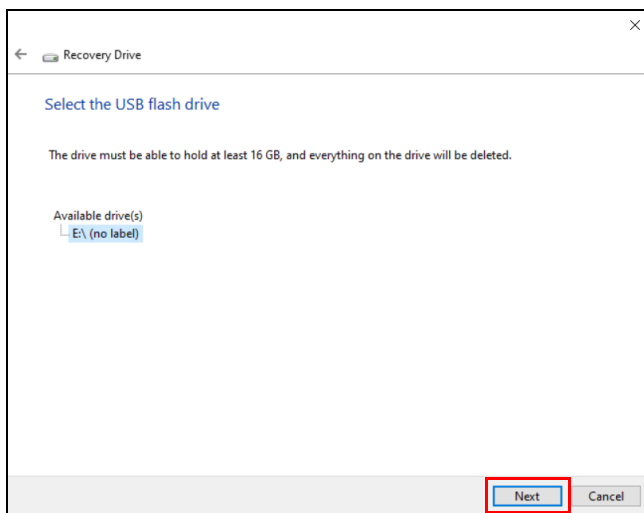 Recovery Drive
Select the USB flash drive
The drive must be able to hold at least 16 GB, and everything on the drive will be deleted.
Available drive(s)
E:\ (no label)
Next Cancel